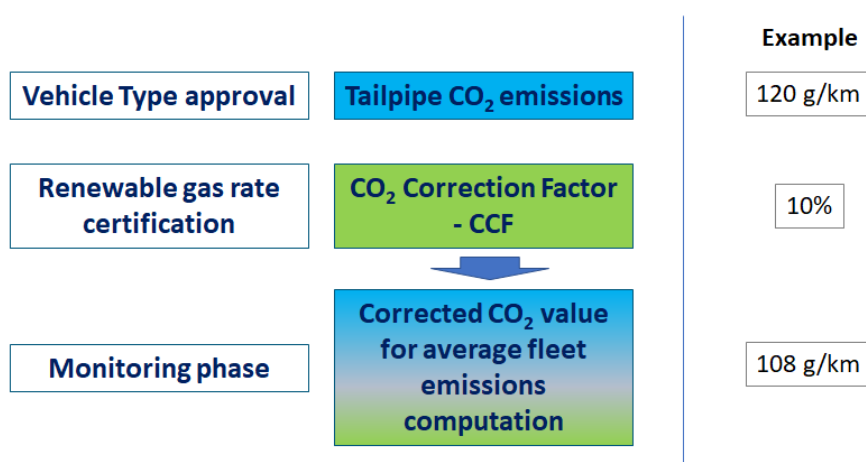 Example
Vehicle Type approval
Tailpipe CO₂ emissions
120 g/km
Renewable gas rate
certification
CO₂ Correction Factor
- CCF
10%
Monitoring phase
Corrected CO₂ value
for average fleet
emissions
computation
108 g/km